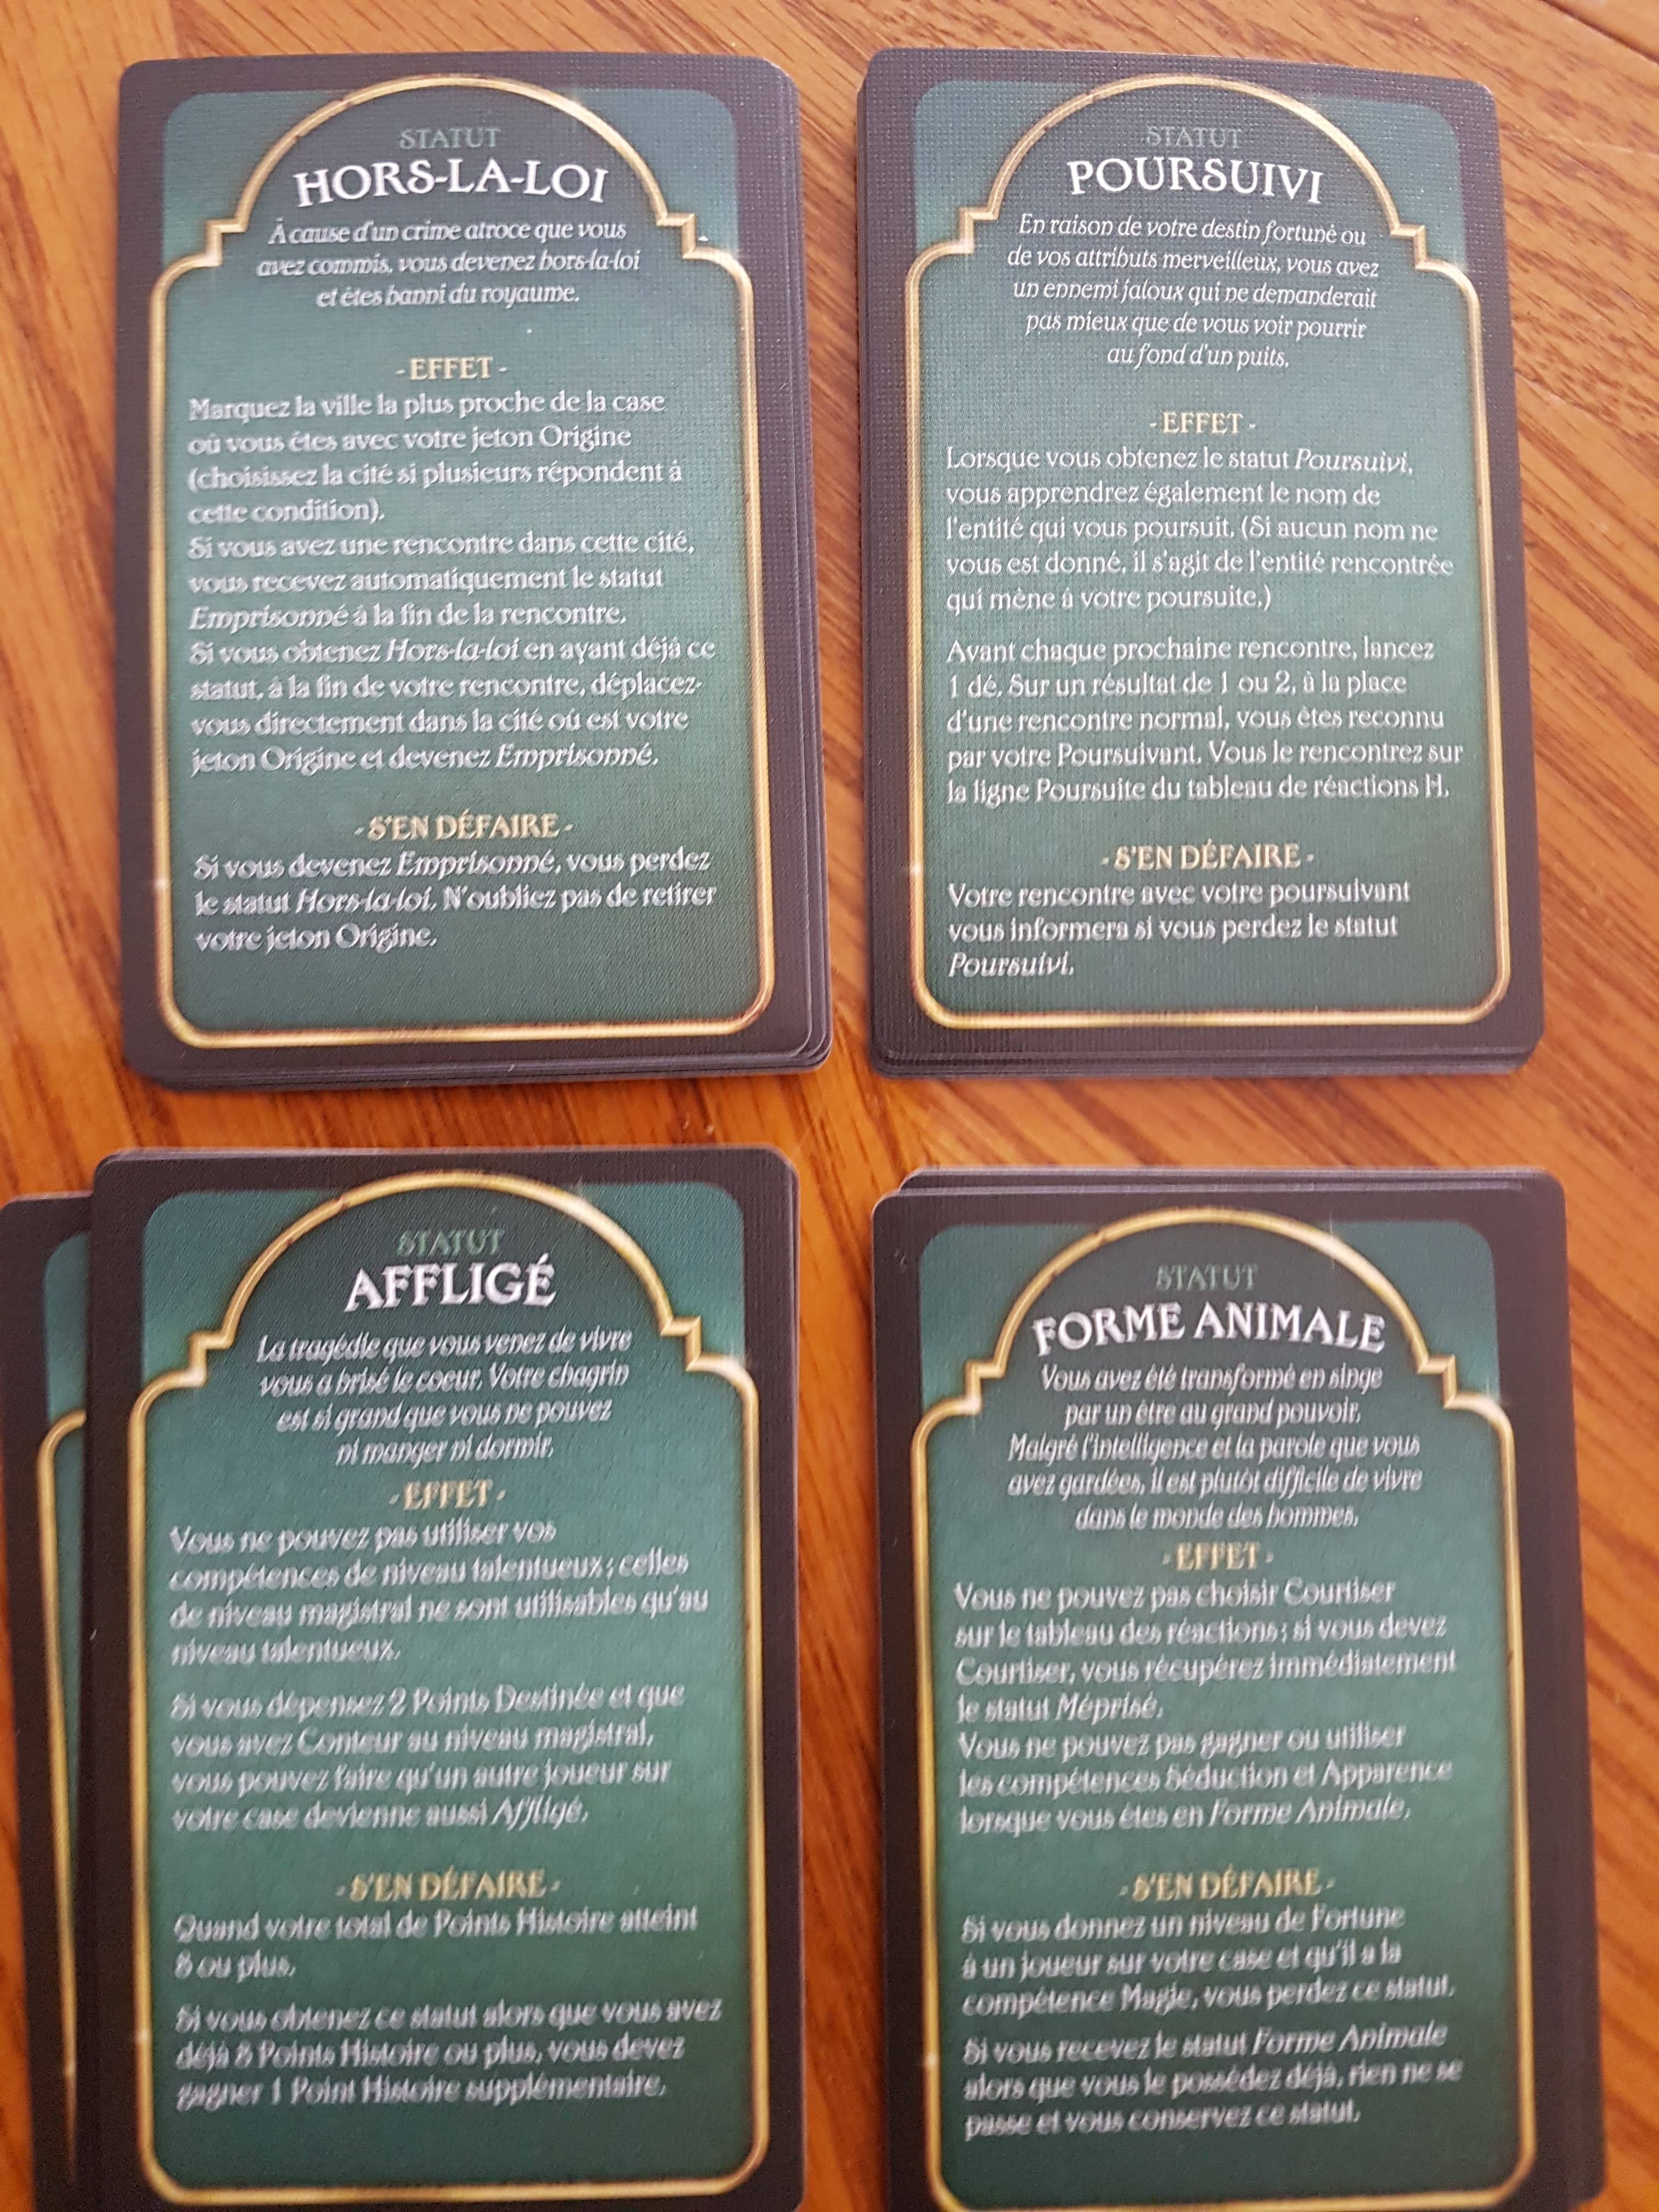 STATUT
HORS-LA-LOI
À cause d'un crime atroce que vous
avez commis, vous devenez hors-la-loi
et êtes banni du royaume.
- EFFET -
Marquez la ville la plus proche de la case
où vous êtes avec votre jeton Origine
(choisissez la cité si plusieurs répondent à
cette condition).
Si vous avez une rencontre dans cette cité,
vous recevez automatiquement le statut
Emprisonné à la fin de la rencontre.
Si vous obtenez Hors-la-loi en ayant déjà ce
statut, à la fin de votre rencontre, déplacez-
vous directement dans la cité où est votre
jeton Origine et devenez Emprisonné.
- S'EN DÉFAIRE -
Si vous devenez Emprisonné, vous perdez
le statut Hors-la-loi. N'oubliez pas de retirer
votre jeton Origine.
STATUT
POURSUIVI
En raison de votre destin fortuné ou
de vos attributs merveilleux, vous avez
un ennemi jaloux qui ne demanderait
pas mieux que de vous voir pourrir
au fond d'un puits.
- EFFET -
Lorsque vous obtenez le statut Poursuivi,
vous apprendrez également le nom de
l'entité qui vous poursuit. (Si aucun nom ne
vous est donné, il s'agit de l'entité rencontrée
qui mène à votre poursuite.)
Avant chaque prochaine rencontre, lancez
1 dé. Sur un résultat de 1 ou 2, à la place
d'une rencontre normal, vous êtes reconnu
par votre Poursuivant. Vous le rencontrez sur
la ligne Poursuite du tableau de réactions H.
- S'EN DÉFAIRE -
Votre rencontre avec votre poursuivant
vous informera si vous perdez le statut
Poursuivi.
STATUT
AFFLIGÉ
La tragédie que vous venez de vivre
vous a brisé le coeur. Votre chagrin
est si grand que vous ne pouvez
ni manger ni dormir.
- EFFET -
Vous ne pouvez pas utiliser vos
compétences de niveau talentueux ; celles
de niveau magistral ne sont utilisables qu'au
niveau talentueux.
Si vous dépensez 2 Points Destinée et que
vous avez Conteur au niveau magistral,
vous pouvez faire qu'un autre joueur sur
votre case devienne aussi Affligé.
- S'EN DÉFAIRE -
Quand votre total de Points Histoire atteint
8 ou plus.
Si vous obtenez ce statut alors que vous avez
déjà 8 Points Histoire ou plus, vous devez
gagner 1 Point Histoire supplémentaire.
STATUT
FORME ANIMALE
Vous avez été transformé en singe
par un être au grand pouvoir.
Malgré l'intelligence et la parole que vous
avez gardées, il est plutôt difficile de vivre
dans le monde des hommes.
- EFFET -
Vous ne pouvez pas choisir Courtiser
sur le tableau des réactions ; si vous devez
Courtiser, vous récupérez immédiatement
le statut Méprisé.
Vous ne pouvez pas gagner ou utiliser
les compétences Séduction et Apparence
lorsque vous êtes en Forme Animale.
- S'EN DÉFAIRE -
Si vous donnez un niveau de Fortune
à un joueur sur votre case et qu'il a la
compétence Magie, vous perdez ce statut.
Si vous recevez le statut Forme Animale
alors que vous le possédez déjà, rien ne se
passe et vous conservez ce statut.